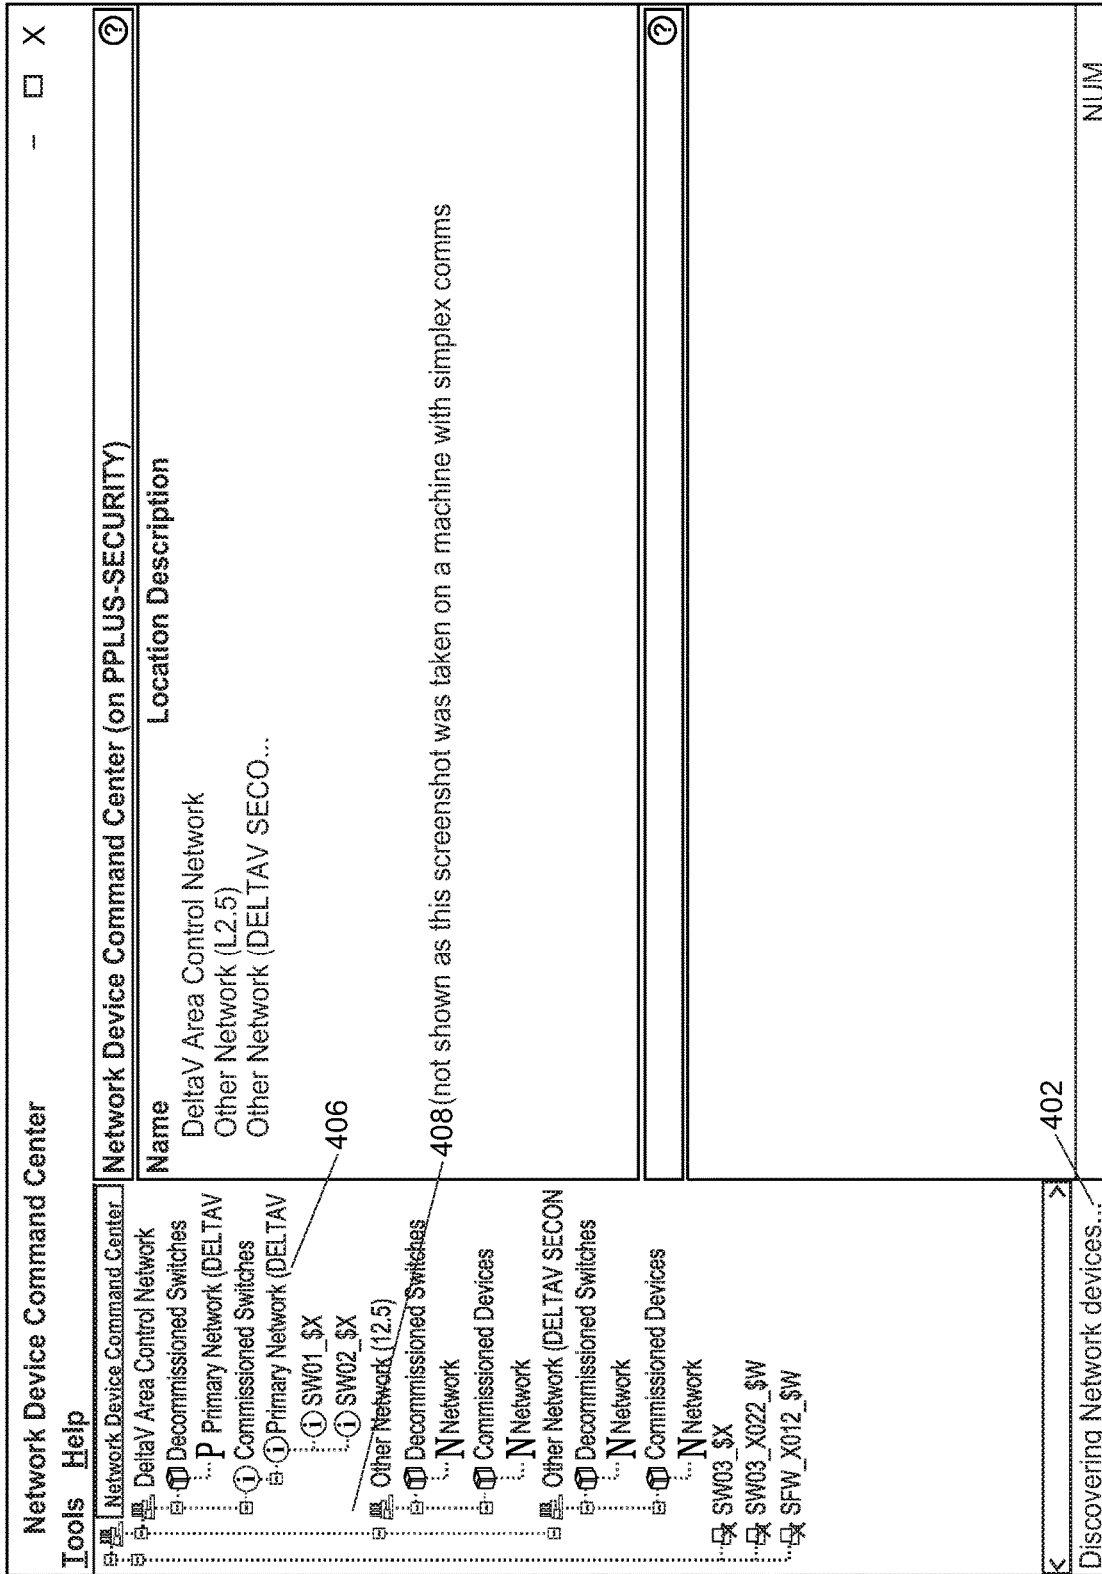 Network Device Command Center
– □ X
Tools Help
Network Device Command Center
DeltaV Area Control Network
Decommissioned Switches
P Primary Network (DELTAV
Commissioned Switches
Primary Network (DELTAV
SW01_$X
SW02_$X
Other Network (12.5)
Decommissioned Switches
N Network
Commissioned Devices
N Network
Other Network (DELTAV SECON
Decommissioned Switches
N Network
Commissioned Devices
N Network
SW03_$X
SW03_X022_$W
SFW_X012_$W
Network Device Command Center (on PPLUS-SECURITY)
Name Location Description
DeltaV Area Control Network
Other Network (L2.5)
Other Network (DELTAV SECO...
406
408 (not shown as this screenshot was taken on a machine with simplex comms
402
Discovering Network devices...
NUM